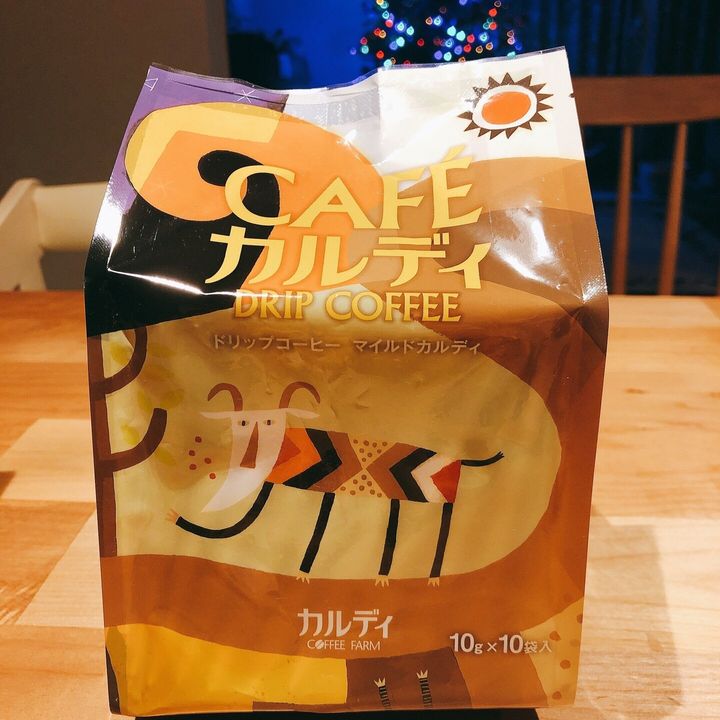 CAFÉ
カルディ
DRIP COFFEE
ドリップコーヒー マイルドカルディ
カルディ
COFFEE FARM
10g×10袋入